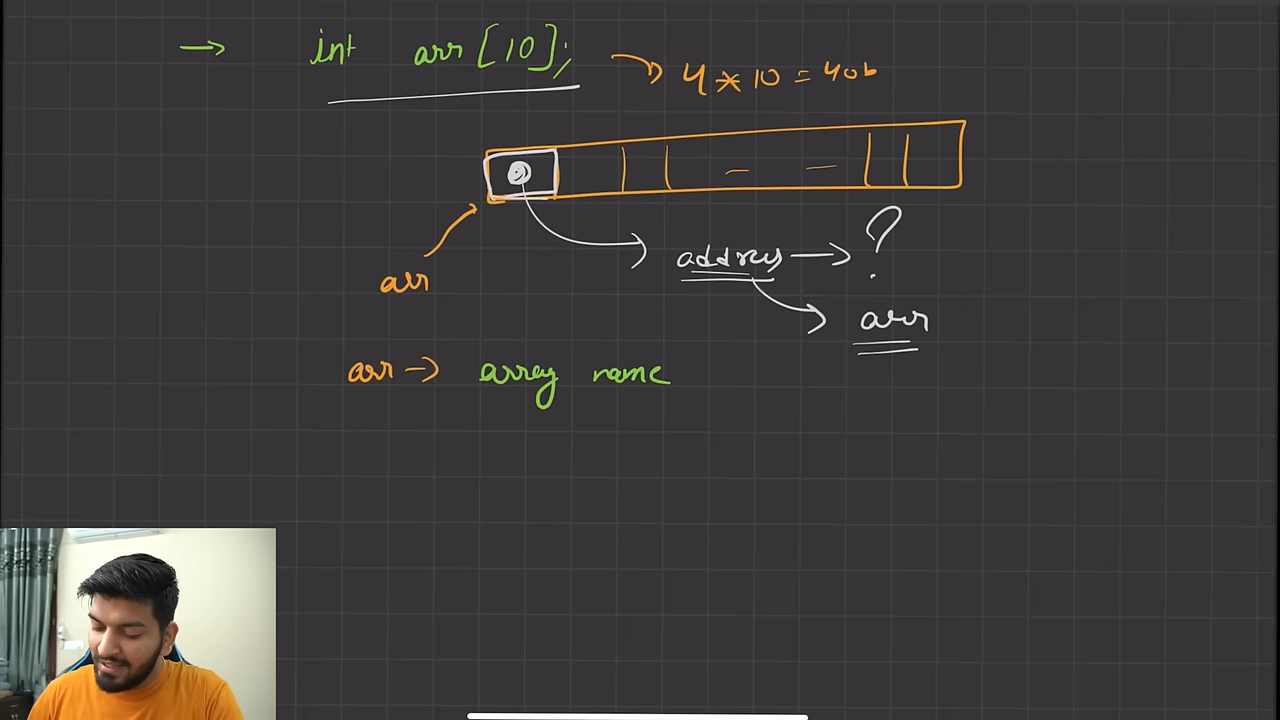 → int arr[10];
→ 4 * 10 = 40b
address → ?
arr
arr
arr → array name